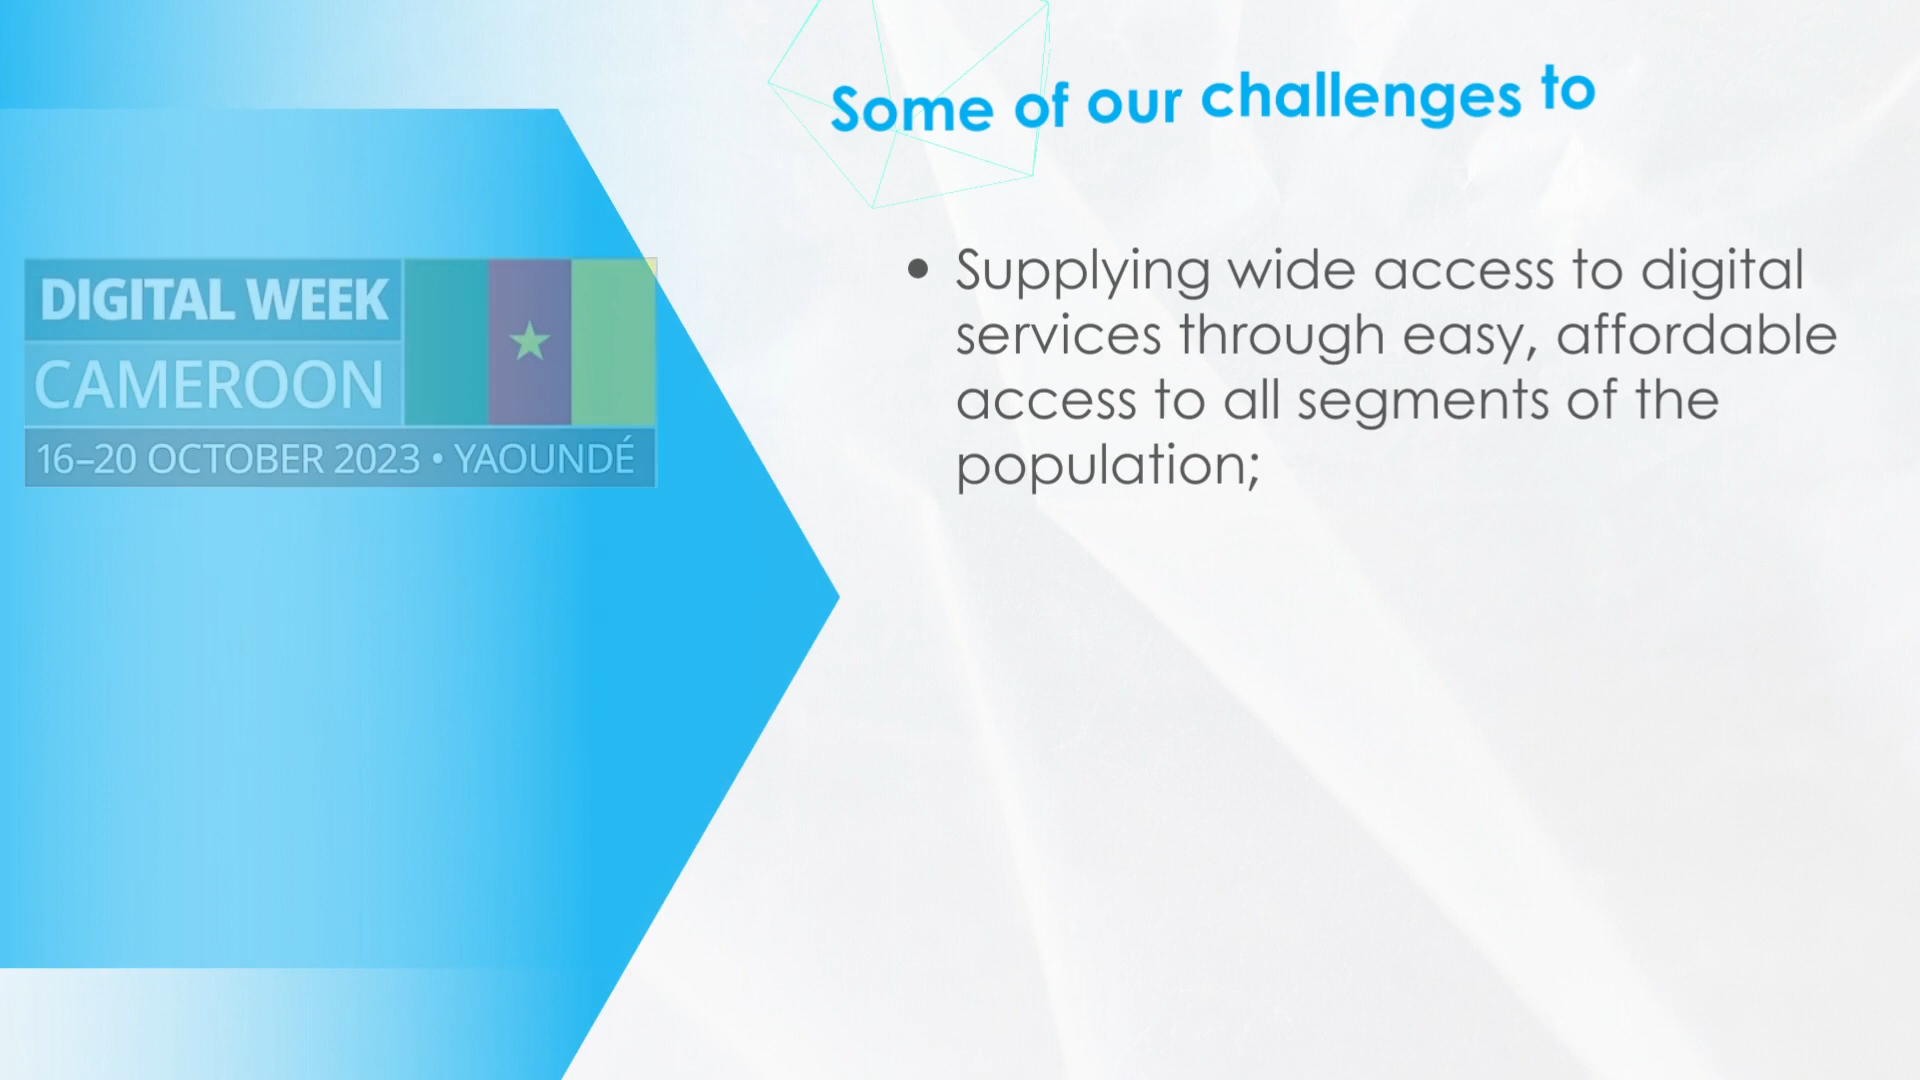 Some of our challenges to
DIGITAL WEEK
CAMEROON
16–20 OCTOBER 2023 • YAOUNDÉ
• Supplying wide access to digital
services through easy, affordable
access to all segments of the
population;